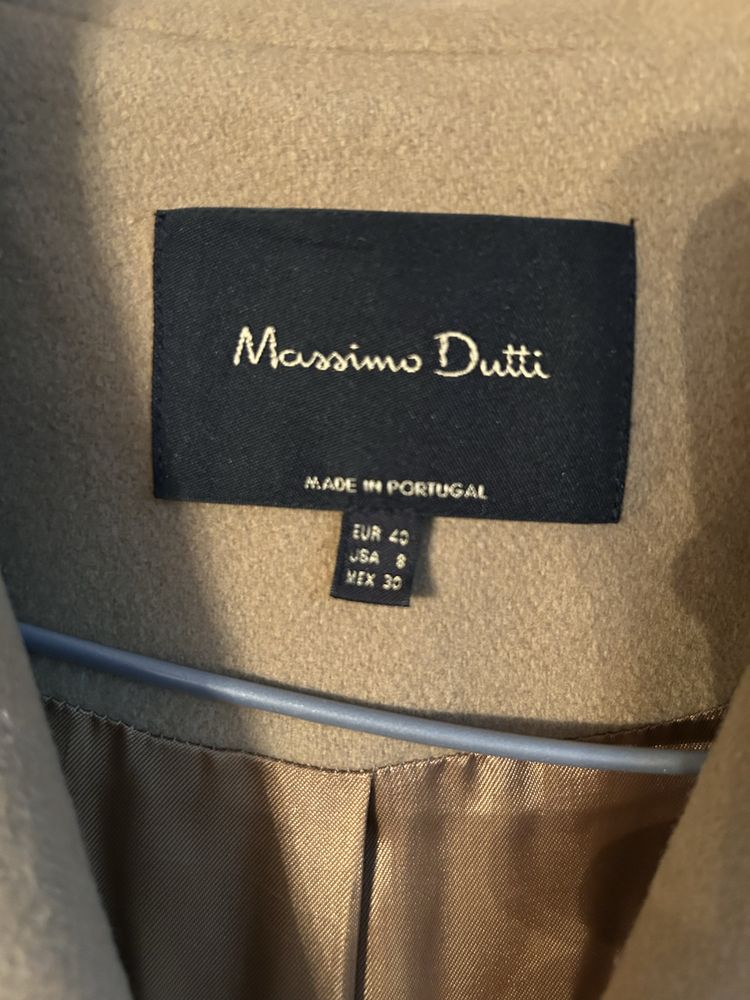 Massimo Dutti
MADE IN PORTUGAL
EUR 40
USA 8
MEX 30